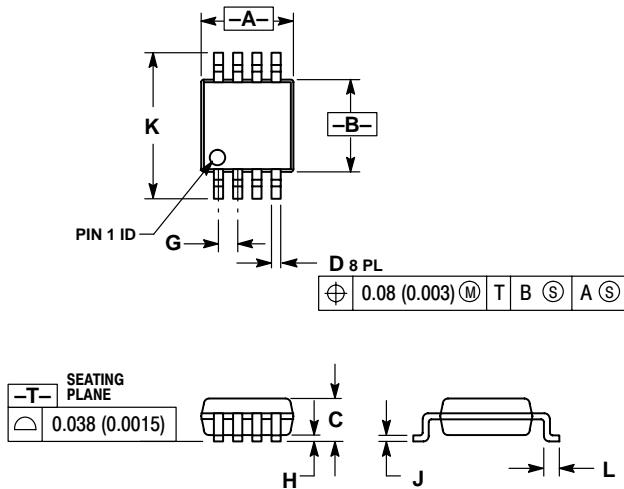 –A–
K
–B–
PIN 1 ID
G
D 8 PL
⌖ 0.08 (0.003) Ⓜ T B Ⓢ A Ⓢ
–T– SEATING
PLANE
⌓ 0.038 (0.0015)
C
H
J
L